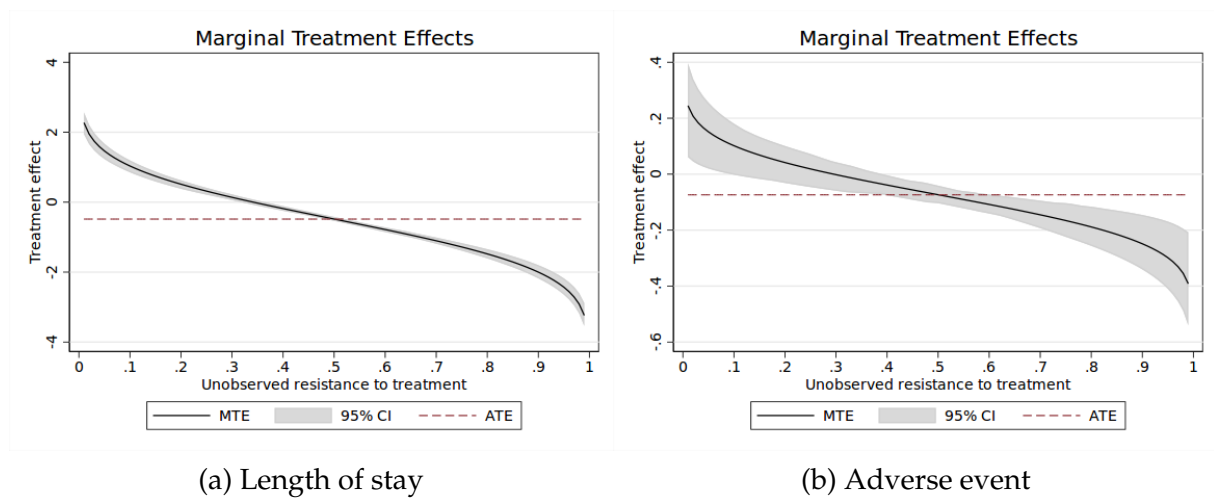 Marginal Treatment Effects
4
2
0
-2
-4
Treatment effect
0 .1 .2 .3 .4 .5 .6 .7 .8 .9 1
Unobserved resistance to treatment
MTE 95% CI ATE
(a) Length of stay
Marginal Treatment Effects
.4
.2
0
-.2
-.4
-.6
Treatment effect
0 .1 .2 .3 .4 .5 .6 .7 .8 .9 1
Unobserved resistance to treatment
MTE 95% CI ATE
(b) Adverse event